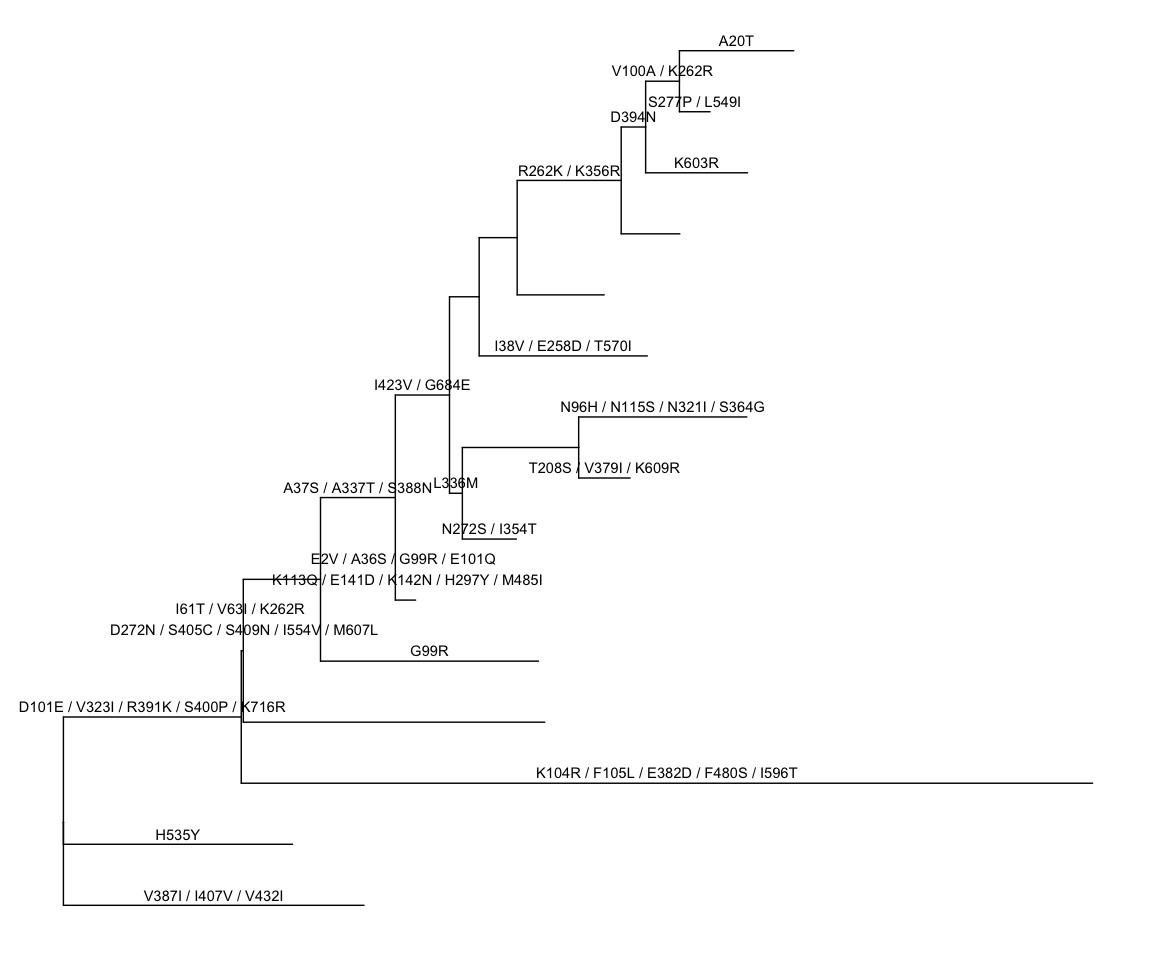 A20T
V100A / K262R
S277P / L549I
D394N
K603R
R262K / K356R
I38V / E258D / T570I
I423V / G684E
N96H / N115S / N321I / S364G
T208S / V379I / K609R
L336M
A37S / A337T / S388N
N272S / I354T
E2V / A36S / G99R / E101Q
K113Q / E141D / K142N / H297Y / M485I
I61T / V63I / K262R
D272N / S405C / S409N / I554V / M607L
G99R
D101E / V323I / R391K / S400P / K716R
K104R / F105L / E382D / F480S / I596T
H535Y
V387I / I407V / V432I